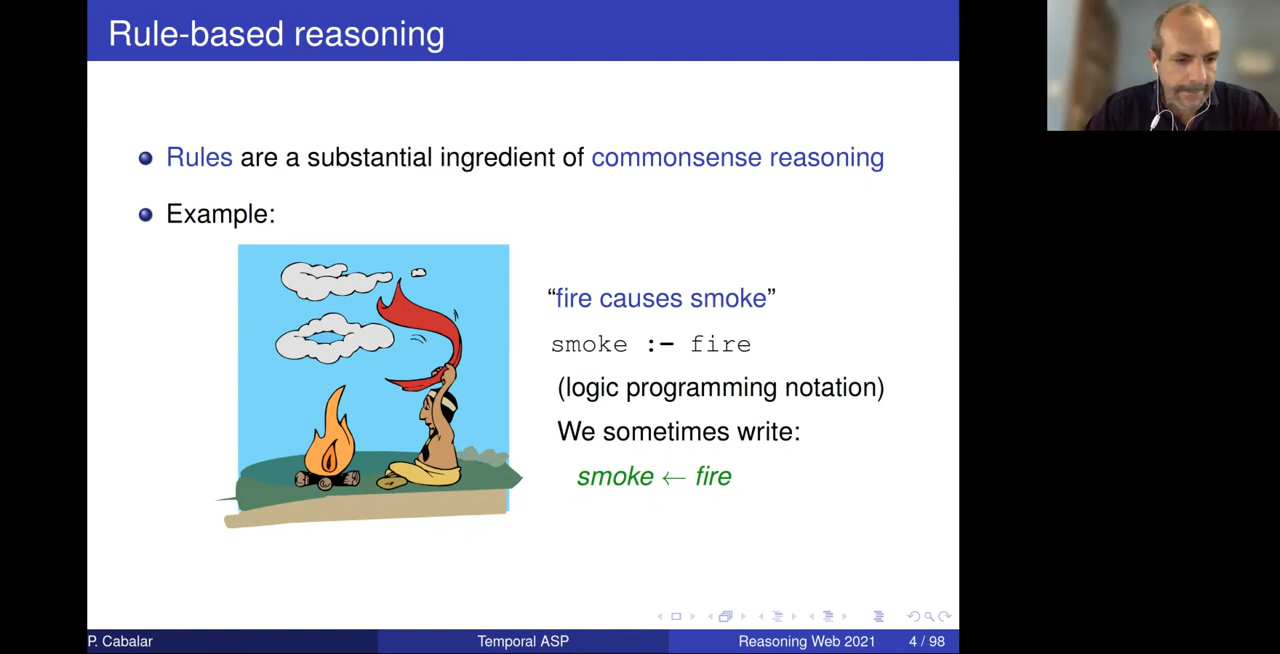 Rule-based reasoning
Rules are a substantial ingredient of commonsense reasoning
Example:
“fire causes smoke”
smoke :- fire
(logic programming notation)
We sometimes write:
smoke ← fire
P. Cabalar
Temporal ASP
Reasoning Web 2021
4 / 98